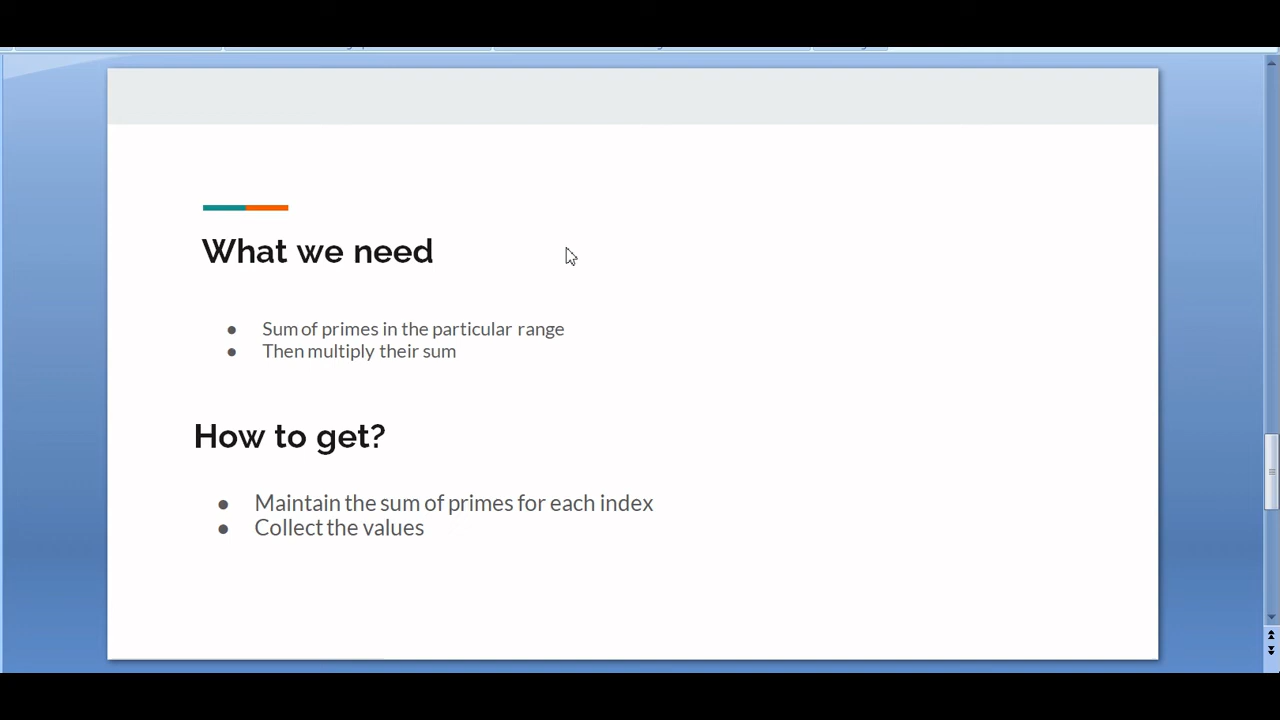 What we need
● Sum of primes in the particular range
● Then multiply their sum
How to get?
● Maintain the sum of primes for each index
● Collect the values